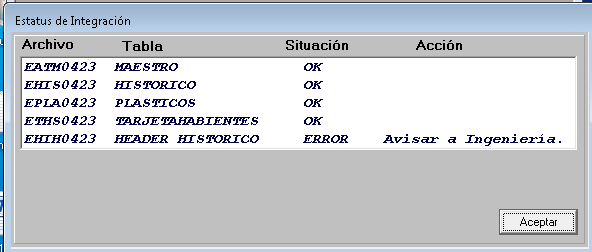 Estatus de Integración
Archivo Tabla Situación Acción
EATM0423 MAESTRO OK
EHIS0423 HISTORICO OK
EPLA0423 PLASTICOS OK
ETHS0423 TARJETAHABIENTES OK
EHIH0423 HEADER HISTORICO ERROR Avisar a Ingeniería.
Aceptar